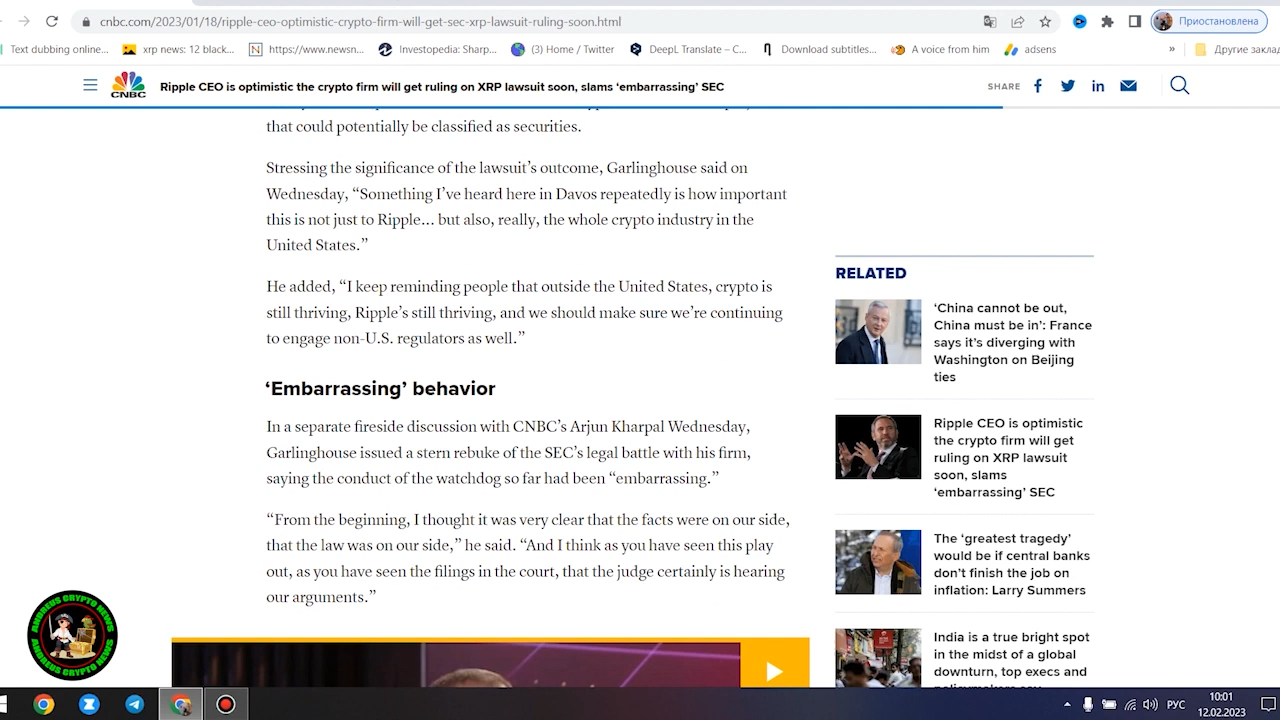 cnbc.com/2023/01/18/ripple-ceo-optimistic-crypto-firm-will-get-sec-xrp-lawsuit-ruling-soon.html
Приостановлена
Text dubbing online...
xrp news: 12 black...
https://www.newsn...
Investopedia: Sharp...
(3) Home / Twitter
DeepL Translate – C...
Download subtitles...
A voice from him
adsens
»
Другие закла
CNBC
Ripple CEO is optimistic the crypto firm will get ruling on XRP lawsuit soon, slams ‘embarrassing’ SEC
SHARE
that could potentially be classified as securities.
Stressing the significance of the lawsuit’s outcome, Garlinghouse said on
Wednesday, “Something I’ve heard here in Davos repeatedly is how important
this is not just to Ripple… but also, really, the whole crypto industry in the
United States.”
He added, “I keep reminding people that outside the United States, crypto is
still thriving, Ripple’s still thriving, and we should make sure we’re continuing
to engage non-U.S. regulators as well.”
‘Embarrassing’ behavior
In a separate fireside discussion with CNBC’s Arjun Kharpal Wednesday,
Garlinghouse issued a stern rebuke of the SEC’s legal battle with his firm,
saying the conduct of the watchdog so far had been “embarrassing.”
“From the beginning, I thought it was very clear that the facts were on our side,
that the law was on our side,” he said. “And I think as you have seen this play
out, as you have seen the filings in the court, that the judge certainly is hearing
our arguments.”
RELATED
‘China cannot be out,
China must be in’: France
says it’s diverging with
Washington on Beijing
ties
Ripple CEO is optimistic
the crypto firm will get
ruling on XRP lawsuit
soon, slams
‘embarrassing’ SEC
The ‘greatest tragedy’
would be if central banks
don’t finish the job on
inflation: Larry Summers
India is a true bright spot
in the midst of a global
downturn, top execs and
ANDREUS CRYPTO NEWS
ANDREUS CRYPTO NEWS
РУС
10:01
12.02.2023